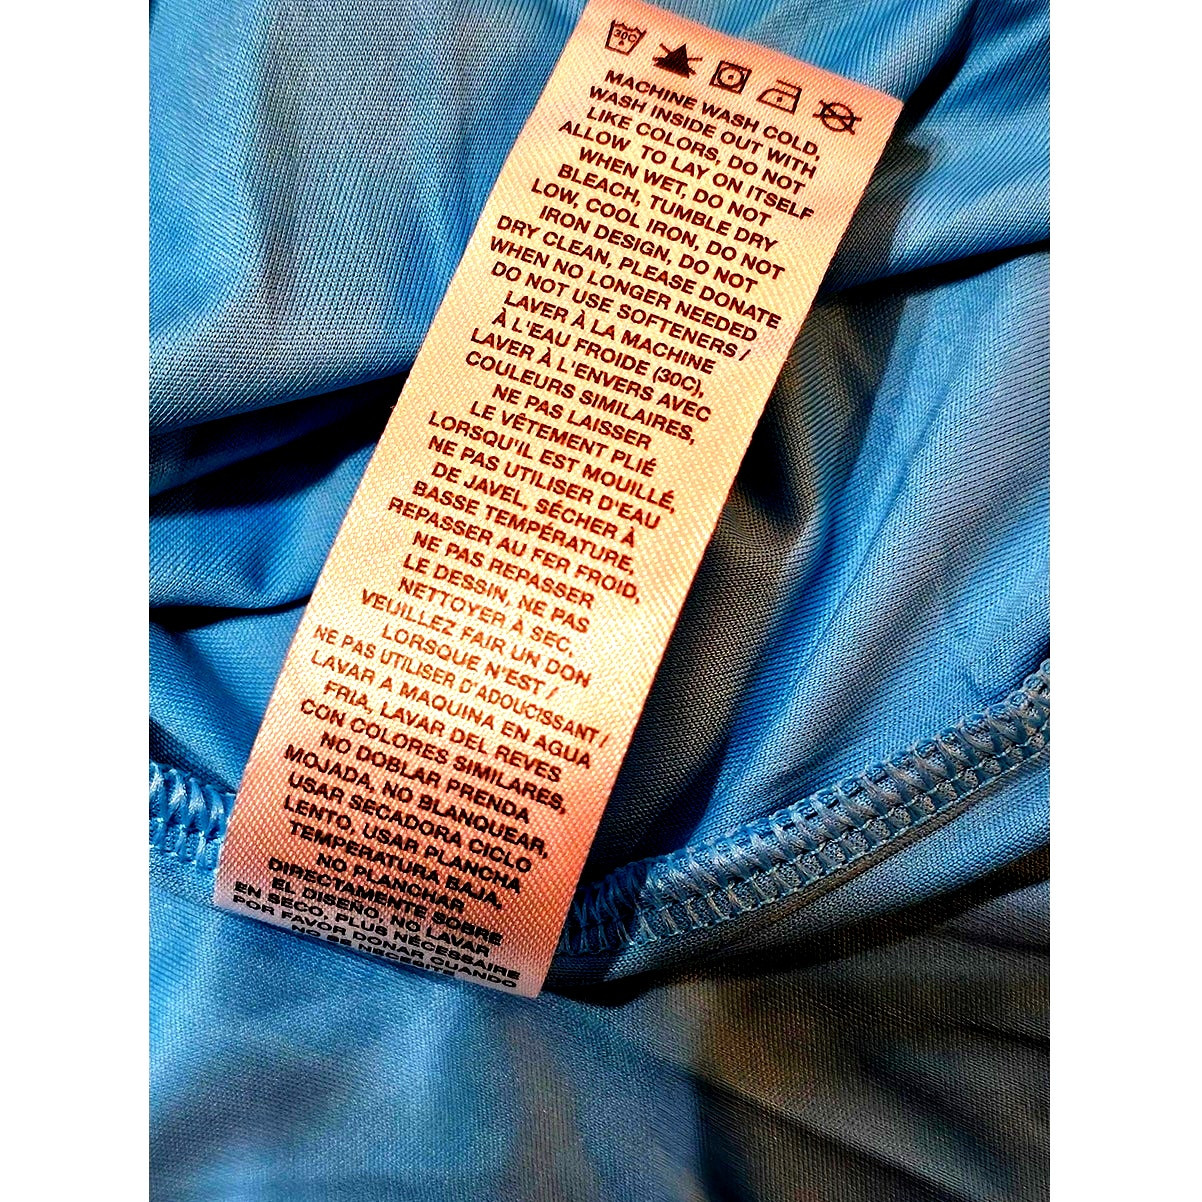 30C
MACHINE WASH COLD,
WASH INSIDE OUT WITH
LIKE COLORS, DO NOT
ALLOW TO LAY ON ITSELF
WHEN WET, DO NOT
BLEACH, TUMBLE DRY
LOW, COOL IRON, DO NOT
IRON DESIGN, DO NOT
DRY CLEAN, PLEASE DONATE
WHEN NO LONGER NEEDED
DO NOT USE SOFTENERS /
LAVER À LA MACHINE
À L'EAU FROIDE (30C),
LAVER À L'ENVERS AVEC
COULEURS SIMILAIRES,
NE PAS LAISSER
LE VÊTEMENT PLIÉ
LORSQU'IL EST MOUILLÉ,
NE PAS UTILISER D'EAU
DE JAVEL, SÉCHER À
BASSE TEMPÉRATURE,
REPASSER AU FER FROID,
NE PAS REPASSER
LE DESSIN, NE PAS
NETTOYER À SEC,
VEUILLEZ FAIR UN DON
LORSQUE N'EST /
NE PAS UTILISER D'ADOUCISSANT /
LAVAR A MAQUINA EN AGUA
FRIA, LAVAR DEL REVES
CON COLORES SIMILARES,
NO DOBLAR PRENDA
MOJADA, NO BLANQUEAR,
USAR SECADORA CICLO
LENTO, USAR PLANCHA
TEMPERATURA BAJA,
NO PLANCHAR
DIRECTAMENTE SOBRE
EL DISEÑO, NO LAVAR
EN SECO, PLUS NÉCESSAIRE
POR FAVOR DONAR CUANDO
NO SE NECESITE